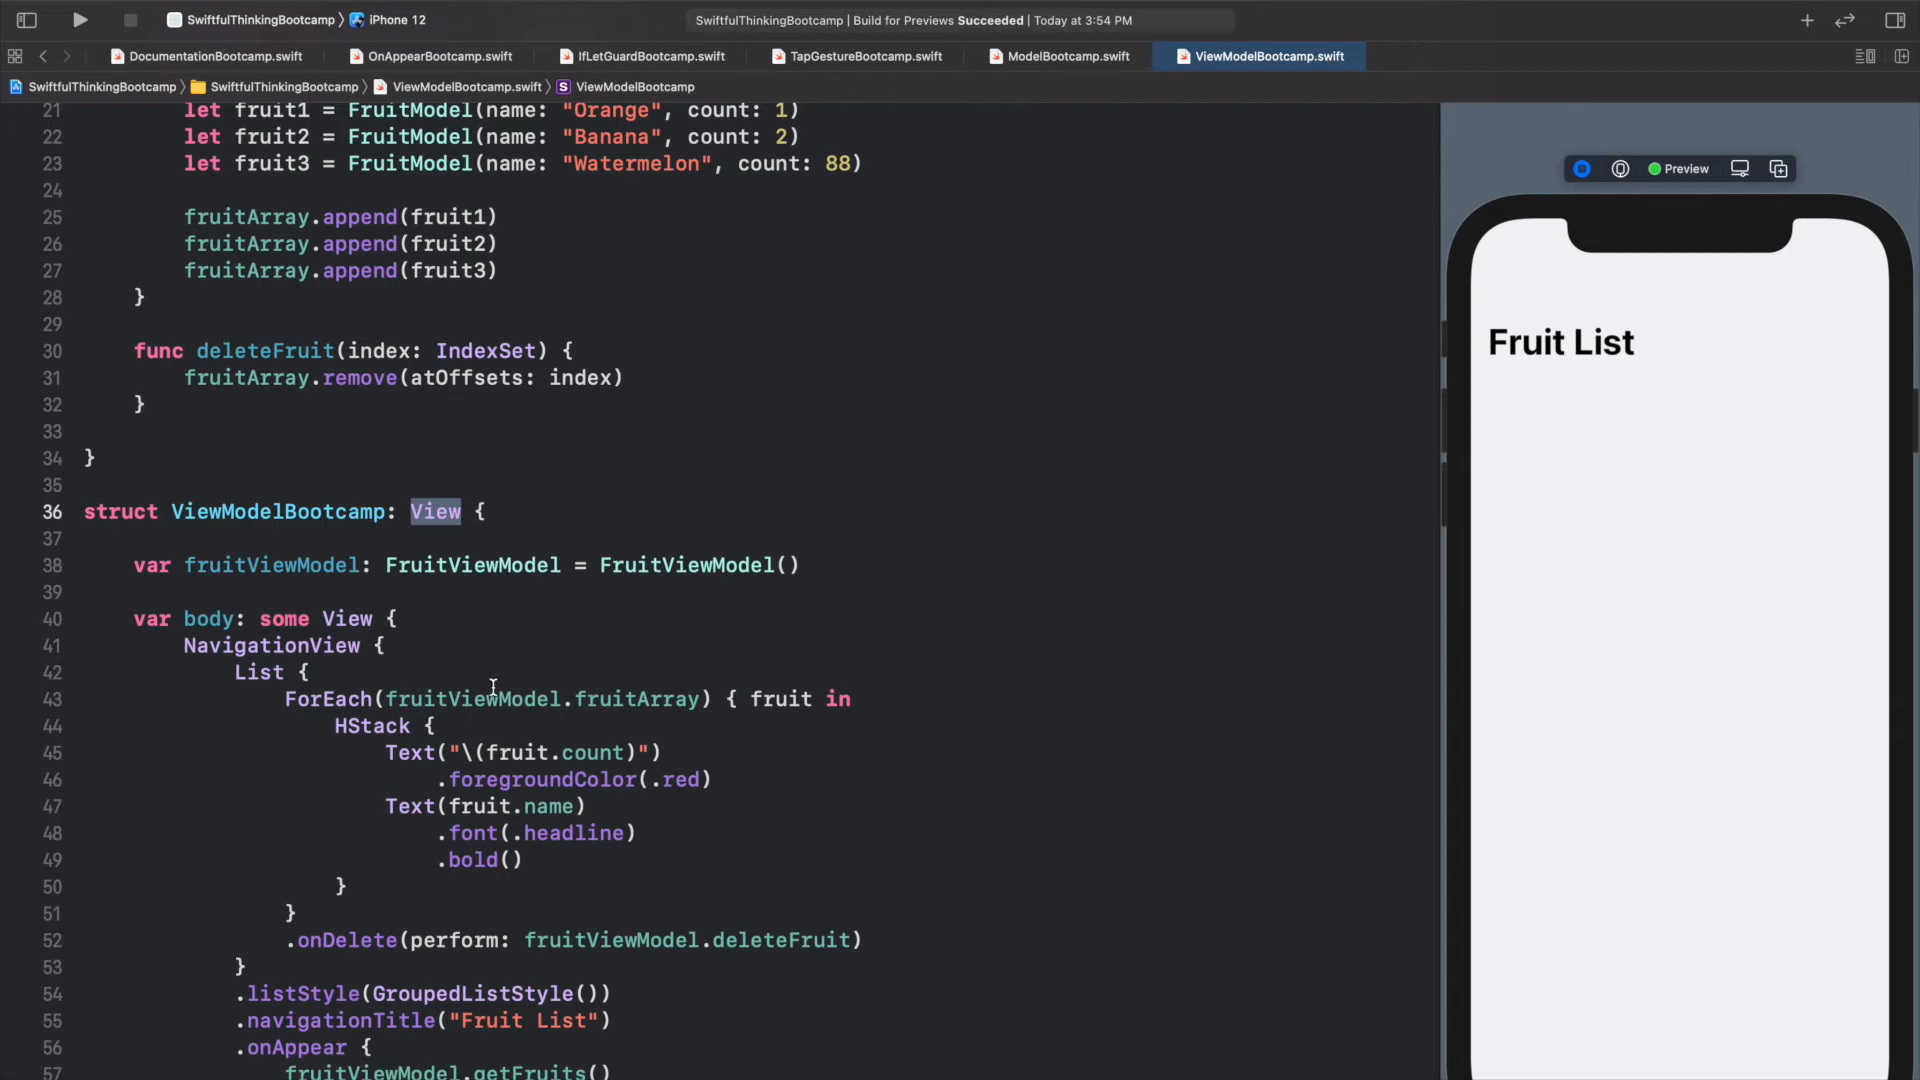 SwiftfulThinkingBootcamp 〉 iPhone 12
SwiftfulThinkingBootcamp | Build for Previews Succeeded | Today at 3:54 PM
DocumentationBootcamp.swift
OnAppearBootcamp.swift
IfLetGuardBootcamp.swift
TapGestureBootcamp.swift
ModelBootcamp.swift
ViewModelBootcamp.swift
SwiftfulThinkingBootcamp 〉 SwiftfulThinkingBootcamp 〉 ViewModelBootcamp.swift 〉 S ViewModelBootcamp
21 let fruit1 = FruitModel(name: "Orange", count: 1)
22 let fruit2 = FruitModel(name: "Banana", count: 2)
23 let fruit3 = FruitModel(name: "Watermelon", count: 88)
24
25 fruitArray.append(fruit1)
26 fruitArray.append(fruit2)
27 fruitArray.append(fruit3)
28 }
29
30 func deleteFruit(index: IndexSet) {
31 fruitArray.remove(atOffsets: index)
32 }
33
34 }
35
36 struct ViewModelBootcamp: View {
37
38 var fruitViewModel: FruitViewModel = FruitViewModel()
39
40 var body: some View {
41 NavigationView {
42 List {
43 ForEach(fruitViewModel.fruitArray) { fruit in
44 HStack {
45 Text("\(fruit.count)")
46 .foregroundColor(.red)
47 Text(fruit.name)
48 .font(.headline)
49 .bold()
50 }
51 }
52 .onDelete(perform: fruitViewModel.deleteFruit)
53 }
54 .listStyle(GroupedListStyle())
55 .navigationTitle("Fruit List")
56 .onAppear {
57 fruitViewModel.getFruits()
Preview
Fruit List